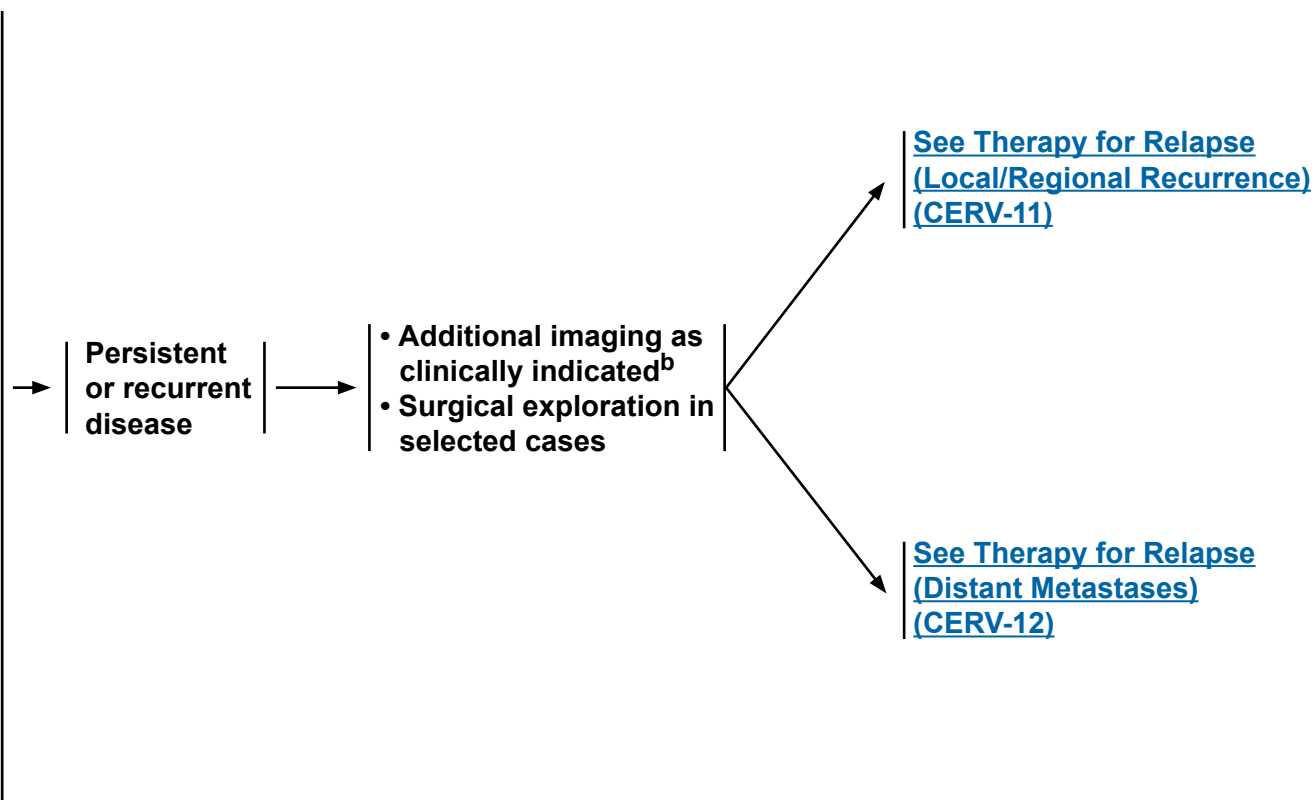 Persistent
or recurrent
disease
• Additional imaging as
clinically indicatedb
• Surgical exploration in
selected cases
See Therapy for Relapse
(Local/Regional Recurrence)
(CERV-11)
See Therapy for Relapse
(Distant Metastases)
(CERV-12)